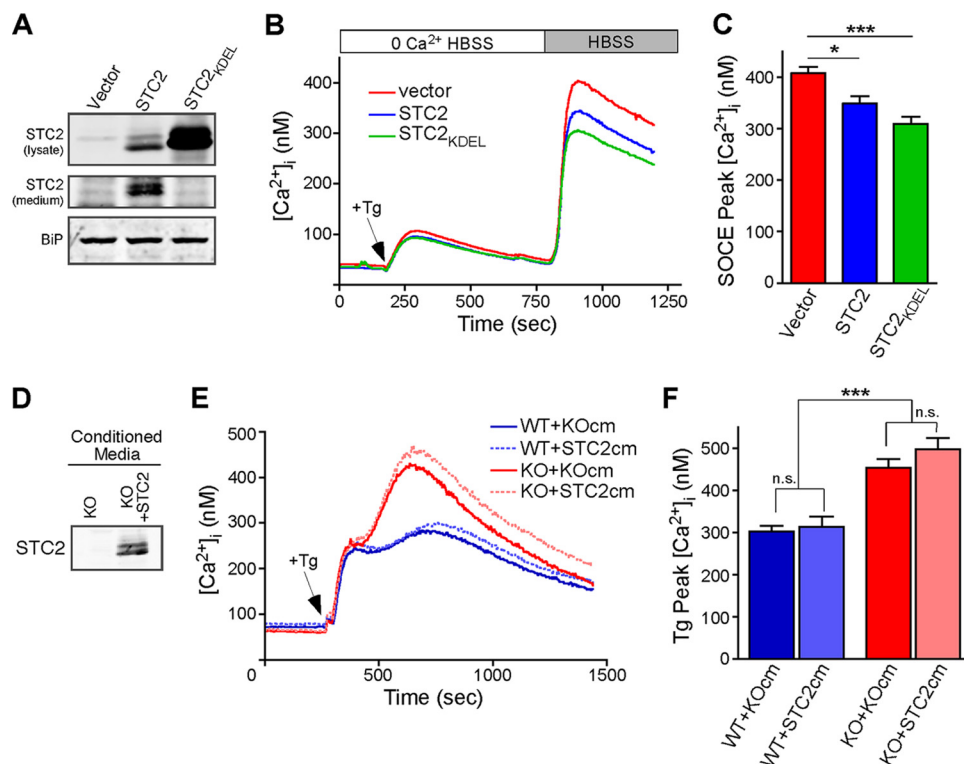 A
Vector
STC2
STC2KDEL
STC2
(lysate)
STC2
(medium)
BiP
B
0 Ca2+ HBSS
HBSS
400
300
200
100
[Ca2+]i (nM)
vector
STC2
STC2KDEL
+Tg
0
250
500
750
1000
1250
Time (sec)
C
***
*
SOCE Peak [Ca2+]i (nM)
400
300
200
100
0
Vector
STC2
STC2KDEL
D
Conditioned
Media
KO
KO
+STC2
STC2
E
500
400
300
200
100
[Ca2+]i (nM)
WT+KOcm
WT+STC2cm
KO+KOcm
KO+STC2cm
+Tg
0
500
1000
1500
Time (sec)
F
***
n.s.
n.s.
Tg Peak [Ca2+]i (nM)
500
400
300
200
100
0
WT+KOcm
WT+STC2cm
KO+KOcm
KO+STC2cm